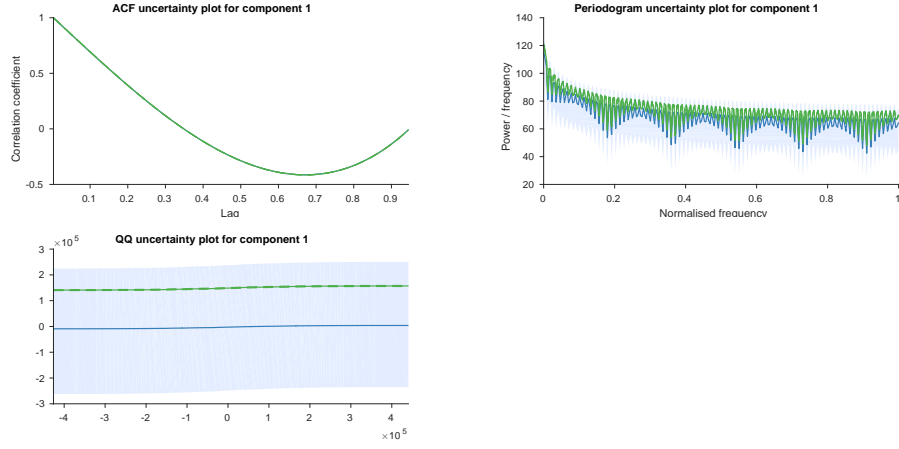 ACF uncertainty plot for component 1
1
0.5
0
-0.5
Correlation coefficient
0.1 0.2 0.3 0.4 0.5 0.6 0.7 0.8 0.9
Lag
Periodogram uncertainty plot for component 1
140
120
100
80
60
40
20
Power / frequency
0 0.2 0.4 0.6 0.8 1
Normalised frequency
QQ uncertainty plot for component 1
×10 5
3
2
1
0
-1
-2
-3
-4 -3 -2 -1 0 1 2 3 4
×10 5